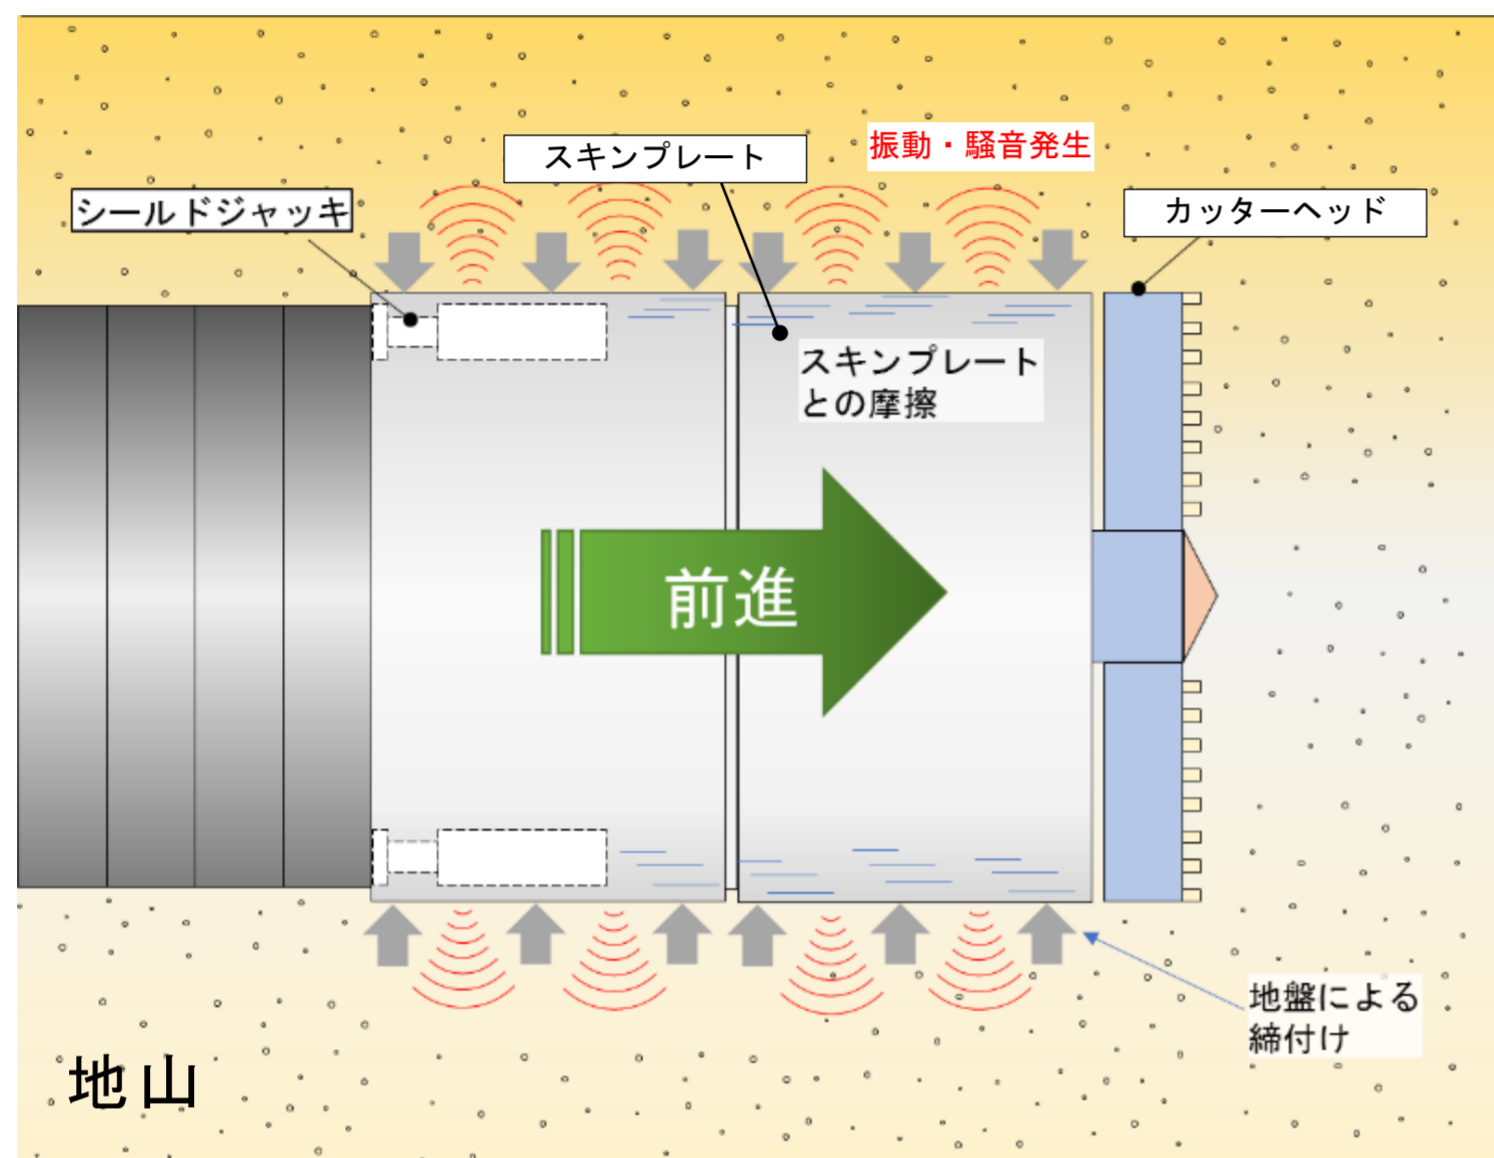 振動・騒音発生
スキンプレート
シールドジャッキ
カッターヘッド
スキンプレート
との摩擦
前進
地盤による
締付け
地山